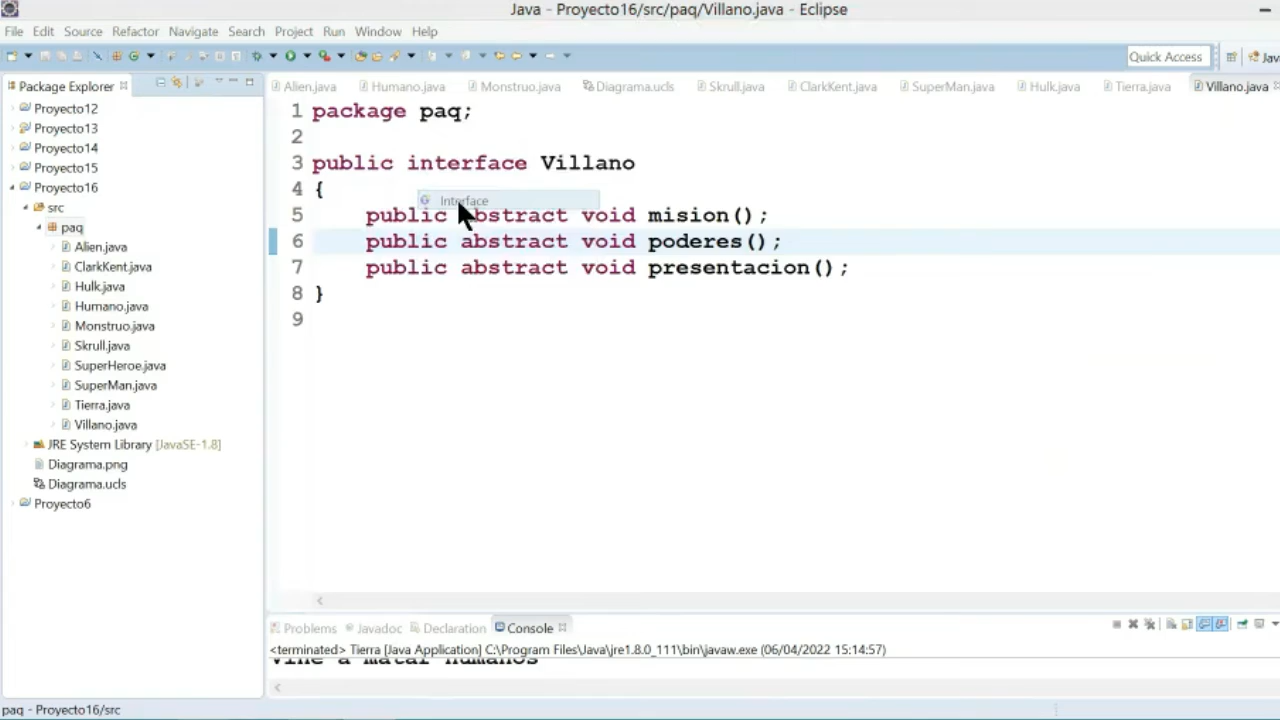 Java - Proyecto16/src/paq/Villano.java - Eclipse
File Edit Source Refactor Navigate Search Project Run Window Help
Quick Access
Package Explorer
Proyecto12
Proyecto13
Proyecto14
Proyecto15
Proyecto16
src
paq
Alien.java
ClarkKent.java
Hulk.java
Humano.java
Monstruo.java
Skrull.java
SuperHeroe.java
SuperMan.java
Tierra.java
Villano.java
JRE System Library [JavaSE-1.8]
Diagrama.png
Diagrama.ucls
Proyecto6
Alien.java Humano.java Monstruo.java Diagrama.ucls Skrull.java ClarkKent.java SuperMan.java Hulk.java Tierra.java Villano.java
1 package paq;
2
3 public interface Villano
4 {
Interface
5 public abstract void mision();
6 public abstract void poderes();
7 public abstract void presentacion();
8 }
9
Problems Javadoc Declaration Console
<terminated> Tierra [Java Application] C:\Program Files\Java\jre1.8.0_111\bin\javaw.exe (06/04/2022 15:14:57)
vine a matar humanos
paq - Proyecto16/src